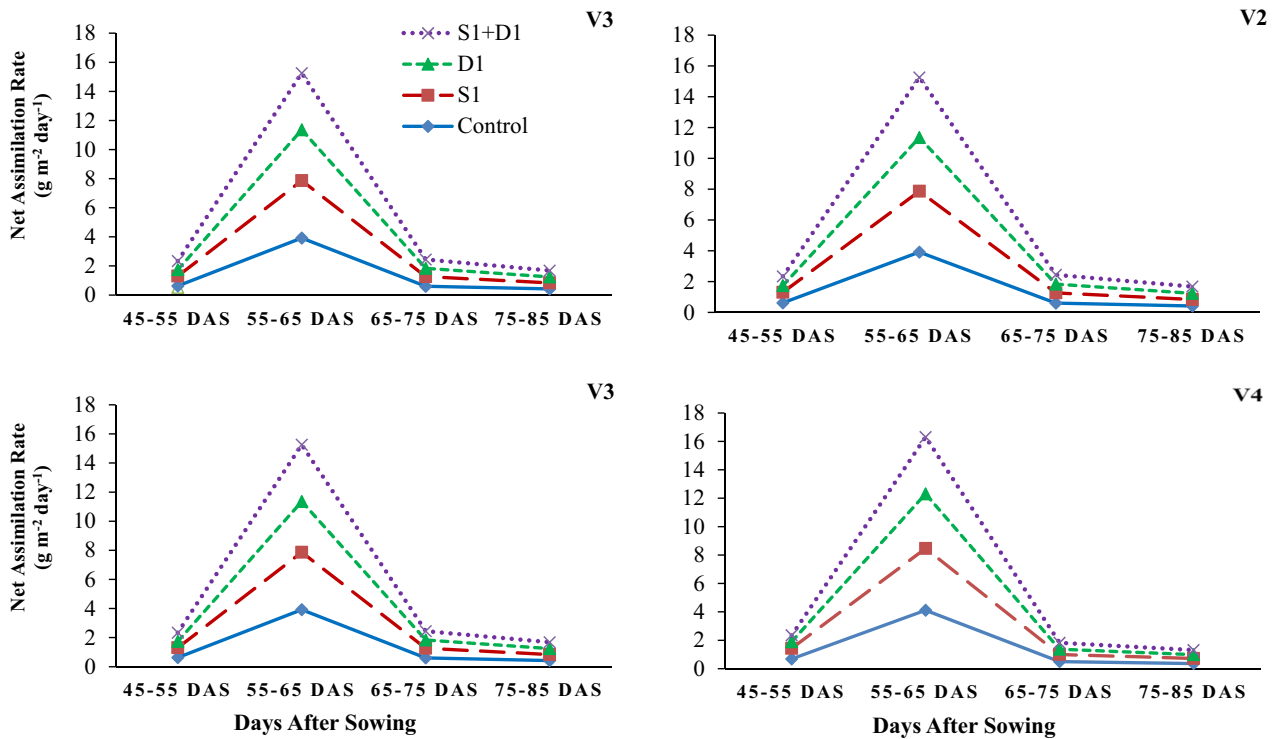 V3
Net Assimilation Rate
(g m-2 day-1)
18
16
14
12
10
8
6
4
2
0
S1+D1
D1
S1
Control
45-55 DAS 55-65 DAS 65-75 DAS 75-85 DAS
V2
18
16
14
12
10
8
6
4
2
0
45-55 DAS 55-65 DAS 65-75 DAS 75-85 DAS
V3
Net Assimilation Rate
(g m-2 day-1)
18
16
14
12
10
8
6
4
2
0
45-55 DAS 55-65 DAS 65-75 DAS 75-85 DAS
Days After Sowing
V4
18
16
14
12
10
8
6
4
2
0
45-55 DAS 55-65 DAS 65-75 DAS 75-85 DAS
Days After Sowing